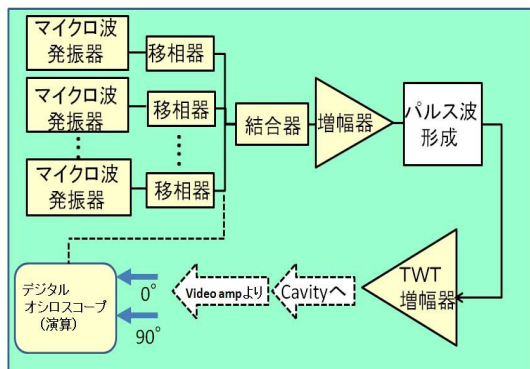 マイクロ波
発振器
移相器
マイクロ波
発振器
移相器
マイクロ波
発振器
移相器
結合器
増幅器
パルス波
形成
TWT
増幅器
Cavityへ
Video ampより
0°
90°
デジタル
オシロスコープ
(演算)